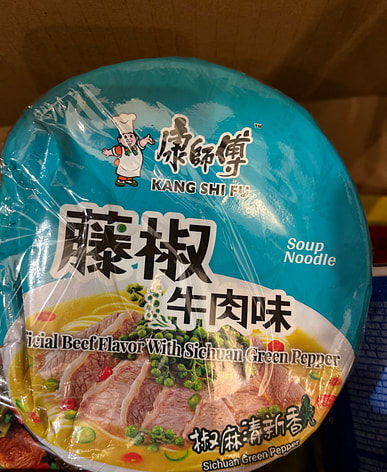 康師傅 ™
KANG SHI FU
藤椒
Soup
Noodle
牛肉味
Beef Flavor With Sichuan Green Pepper
椒麻清新香
Sichuan Green Pepper